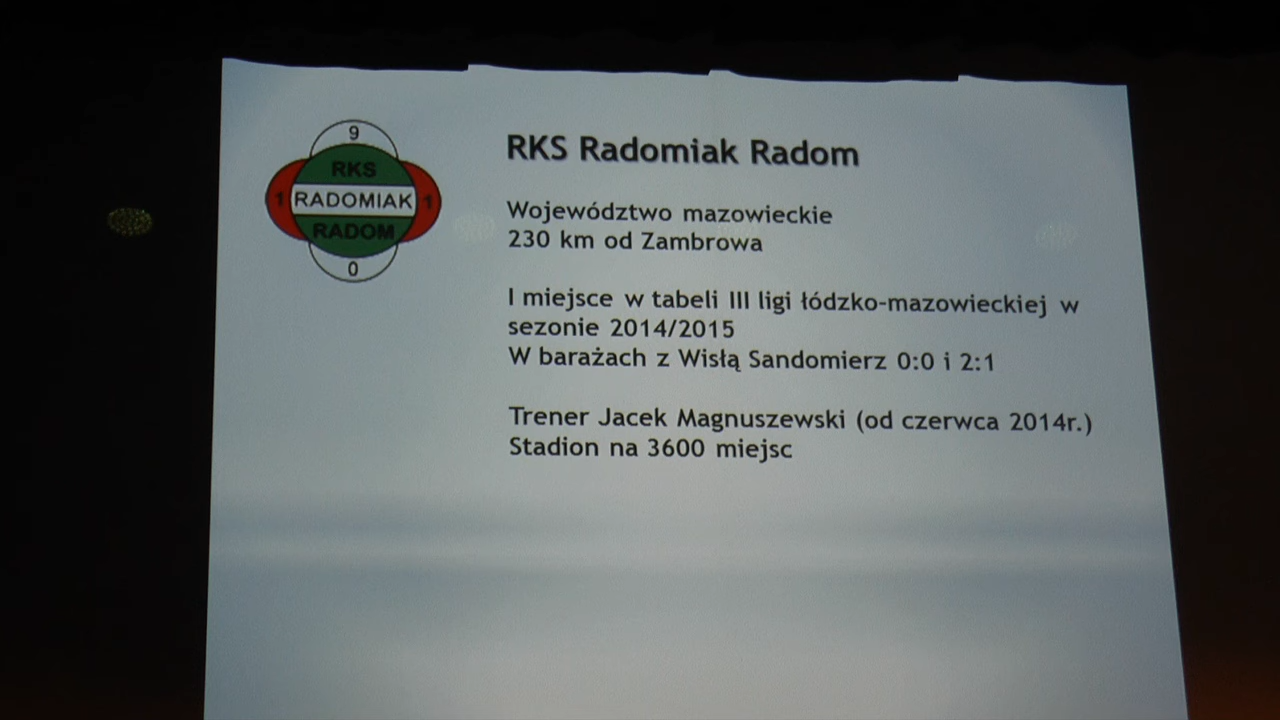 9
RKS
1 RADOMIAK 1
RADOM
0
RKS Radomiak Radom
Województwo mazowieckie
230 km od Zambrowa
I miejsce w tabeli III ligi łódzko-mazowieckiej w
sezonie 2014/2015
W barażach z Wisłą Sandomierz 0:0 i 2:1
Trener Jacek Magnuszewski (od czerwca 2014r.)
Stadion na 3600 miejsc